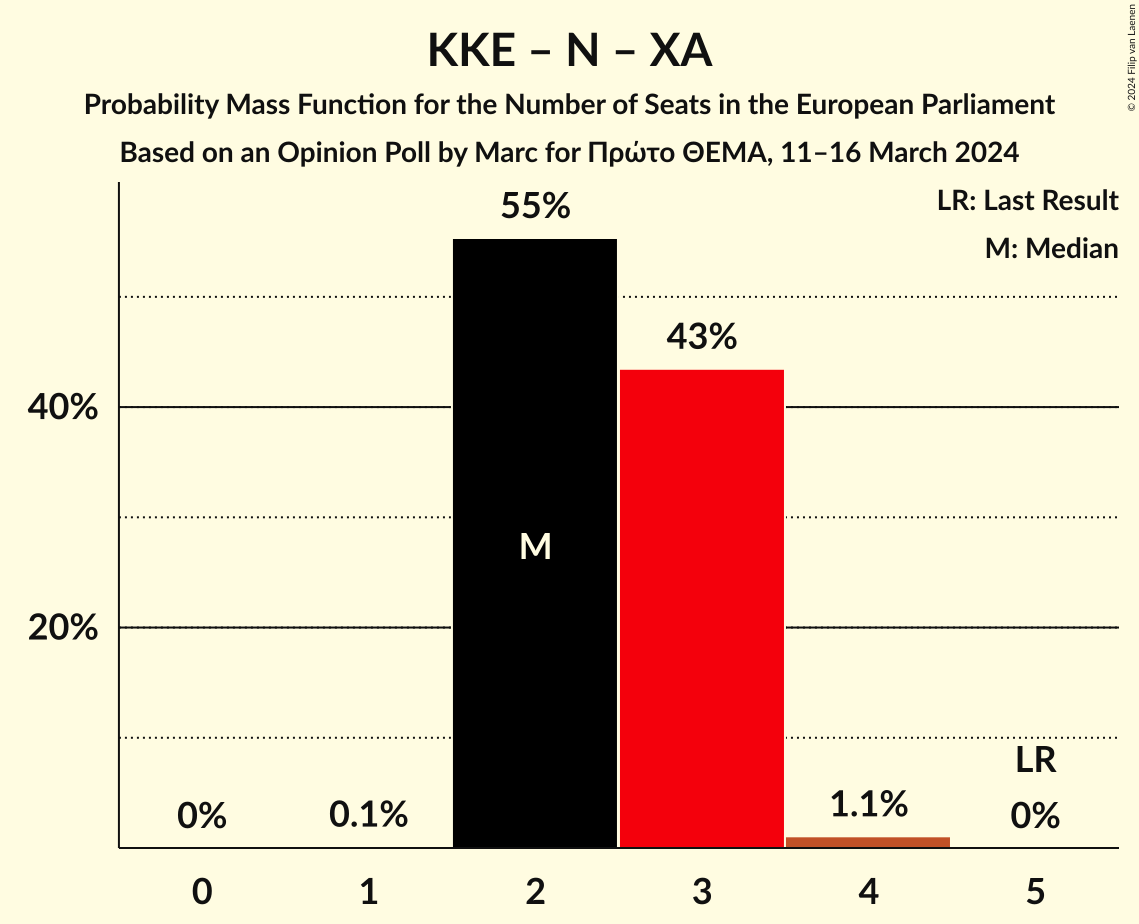 KKE – N – ΧΑ
Probability Mass Function for the Number of Seats in the European Parliament
Based on an Opinion Poll by Marc for Πρώτο ΘΕΜΑ, 11–16 March 2024
© 2024 Filip van Laenen
LR: Last Result
M: Median
55%
43%
40%
M
20%
LR
0%
0.1%
1.1%
0%
0
1
2
3
4
5